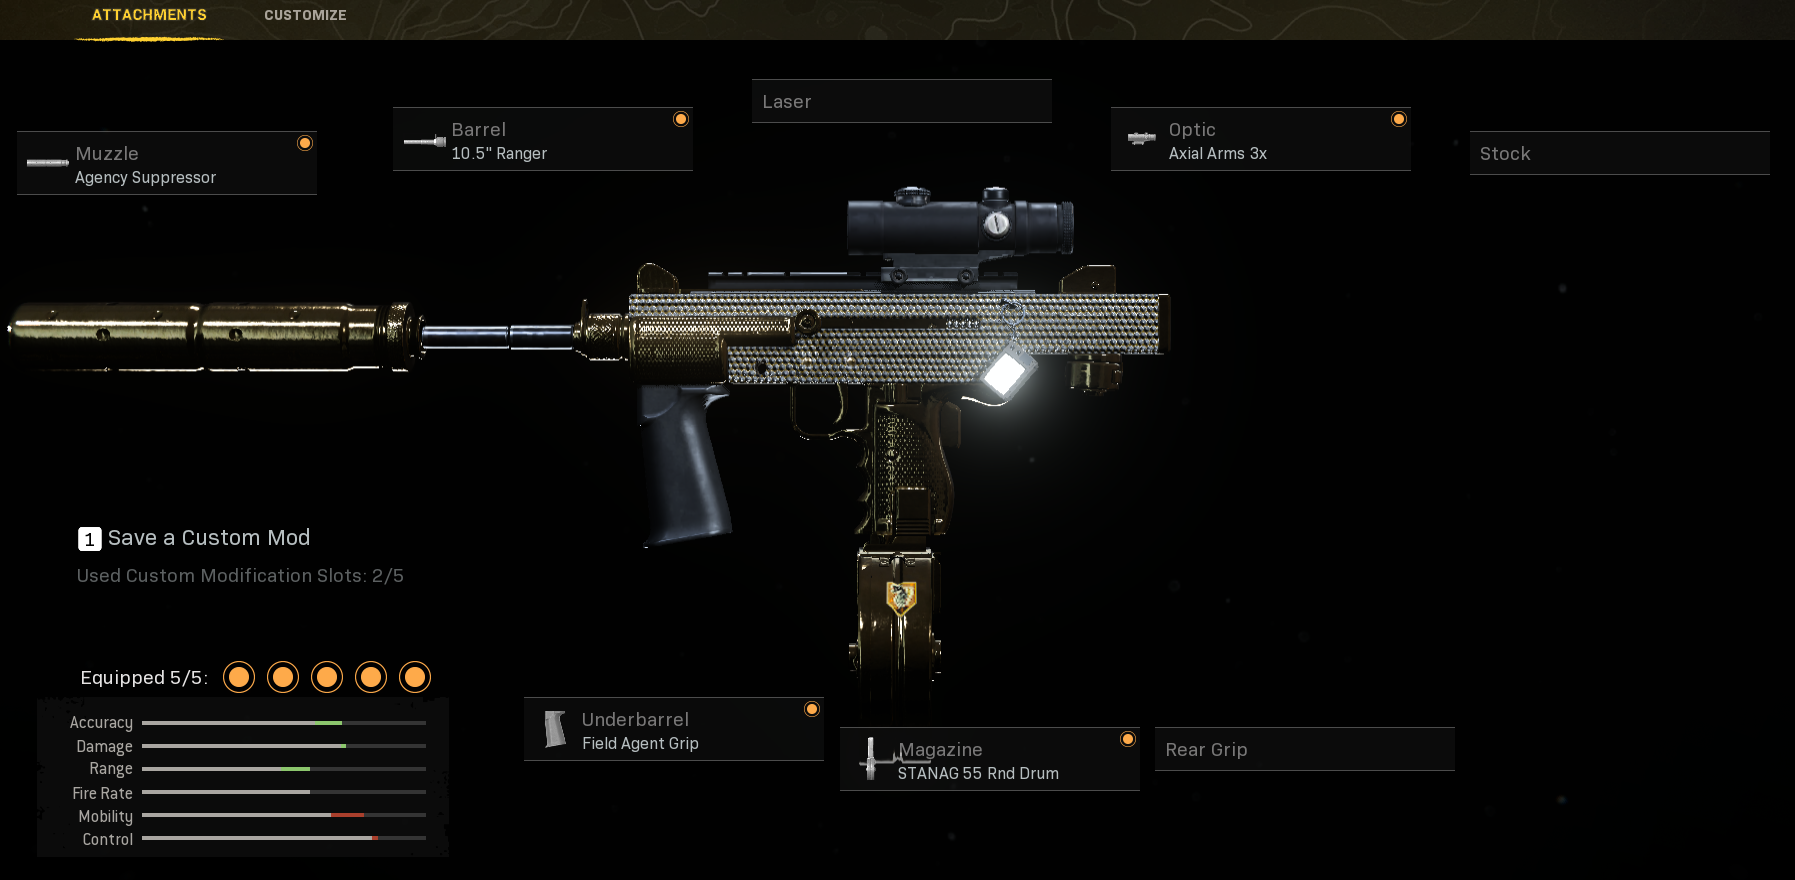 ATTACHMENTS
CUSTOMIZE
Laser
Muzzle
Agency Suppressor
Barrel
10.5" Ranger
Optic
Axial Arms 3x
Stock
1 Save a Custom Mod
Used Custom Modification Slots: 2/5
Equipped 5/5:
Accuracy
Damage
Range
Fire Rate
Mobility
Control
Underbarrel
Field Agent Grip
Magazine
STANAG 55 Rnd Drum
Rear Grip